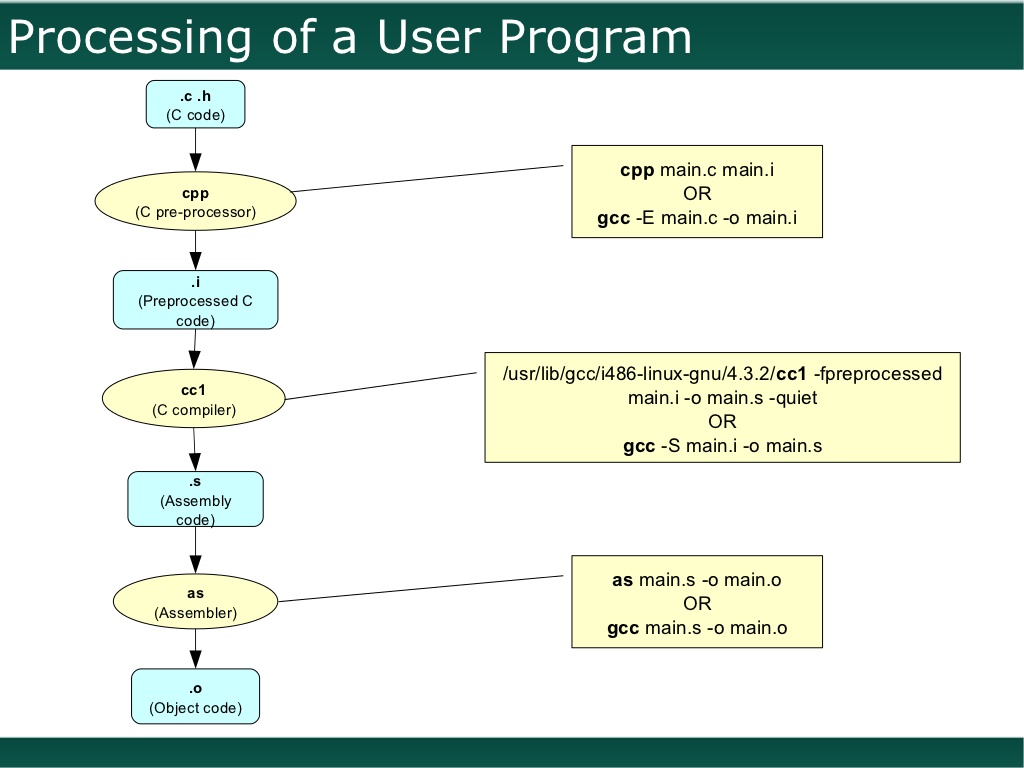 Processing of a User Program
.c .h
(C code)
cpp
(C pre-processor)
cpp main.c main.i
OR
gcc -E main.c -o main.i
.i
(Preprocessed C
code)
cc1
(C compiler)
/usr/lib/gcc/i486-linux-gnu/4.3.2/cc1 -fpreprocessed
main.i -o main.s -quiet
OR
gcc -S main.i -o main.s
.s
(Assembly
code)
as
(Assembler)
as main.s -o main.o
OR
gcc main.s -o main.o
.o
(Object code)